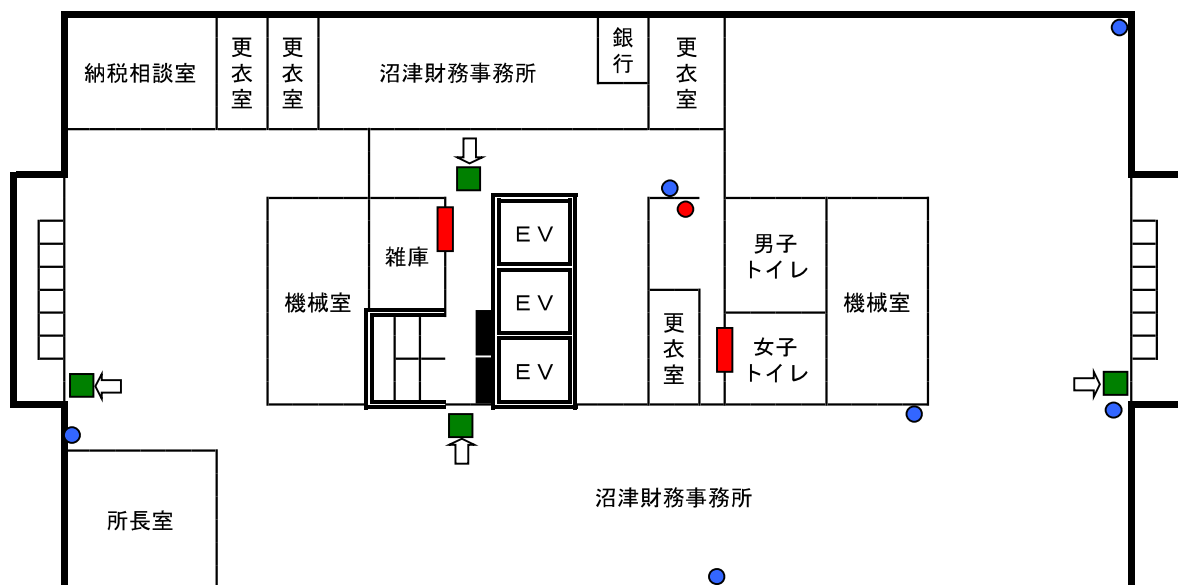 納税相談室
更衣室
更衣室
沼津財務事務所
銀行
更衣室
ＥＶ
雑庫
男子
トイレ
機械室
ＥＶ
機械室
更衣室
女子
トイレ
ＥＶ
沼津財務事務所
所長室